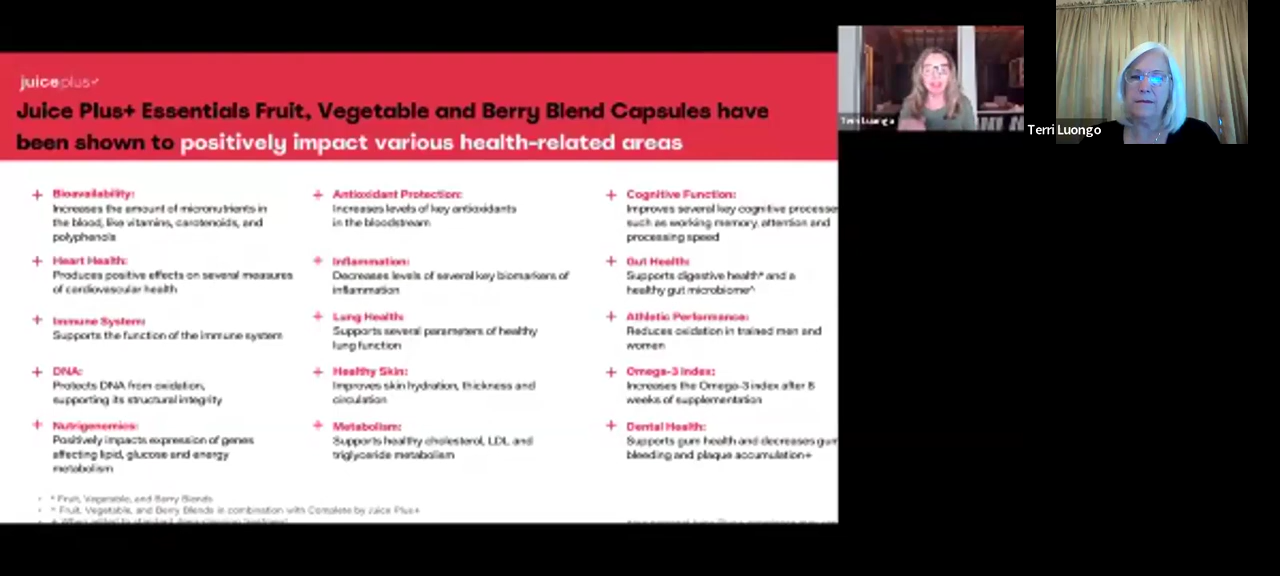 juiceplus+
Juice Plus+ Essentials Fruit, Vegetable and Berry Blend Capsules have
been shown to positively impact various health-related areas
+ Bioavailability:
Increases the amount of micronutrients in
the blood, like vitamins, carotenoids, and
polyphenols
+ Heart Health:
Produces positive effects on several measures
of cardiovascular health
+ Immune System:
Supports the function of the immune system
+ DNA:
Protects DNA from oxidation,
supporting its structural integrity
+ Nutrigenomics:
Positively impacts expression of genes
affecting lipid, glucose and energy
metabolism
+ Antioxidant Protection:
Increases levels of key antioxidants
in the bloodstream
+ Inflammation:
Decreases levels of several key biomarkers of
inflammation
+ Lung Health:
Supports several parameters of healthy
lung function
+ Healthy Skin:
Improves skin hydration, thickness and
circulation
+ Metabolism:
Supports healthy cholesterol, LDL and
triglyceride metabolism
+ Cognitive Function:
Improves several key cognitive processes
such as working memory, attention and
processing speed
+ Gut Health:
Supports digestive health* and a
healthy gut microbiome^
+ Athletic Performance:
Reduces oxidation in trained men and
women
+ Omega-3 Index:
Increases the Omega-3 index after 8
weeks of supplementation
+ Dental Health:
Supports gum health and decreases gum
bleeding and plaque accumulation+
* Fruit, Vegetable, and Berry Blends
^ Fruit, Vegetable, and Berry Blends in combination with Complete by Juice Plus+
Terri Luongo
Terri Luongo